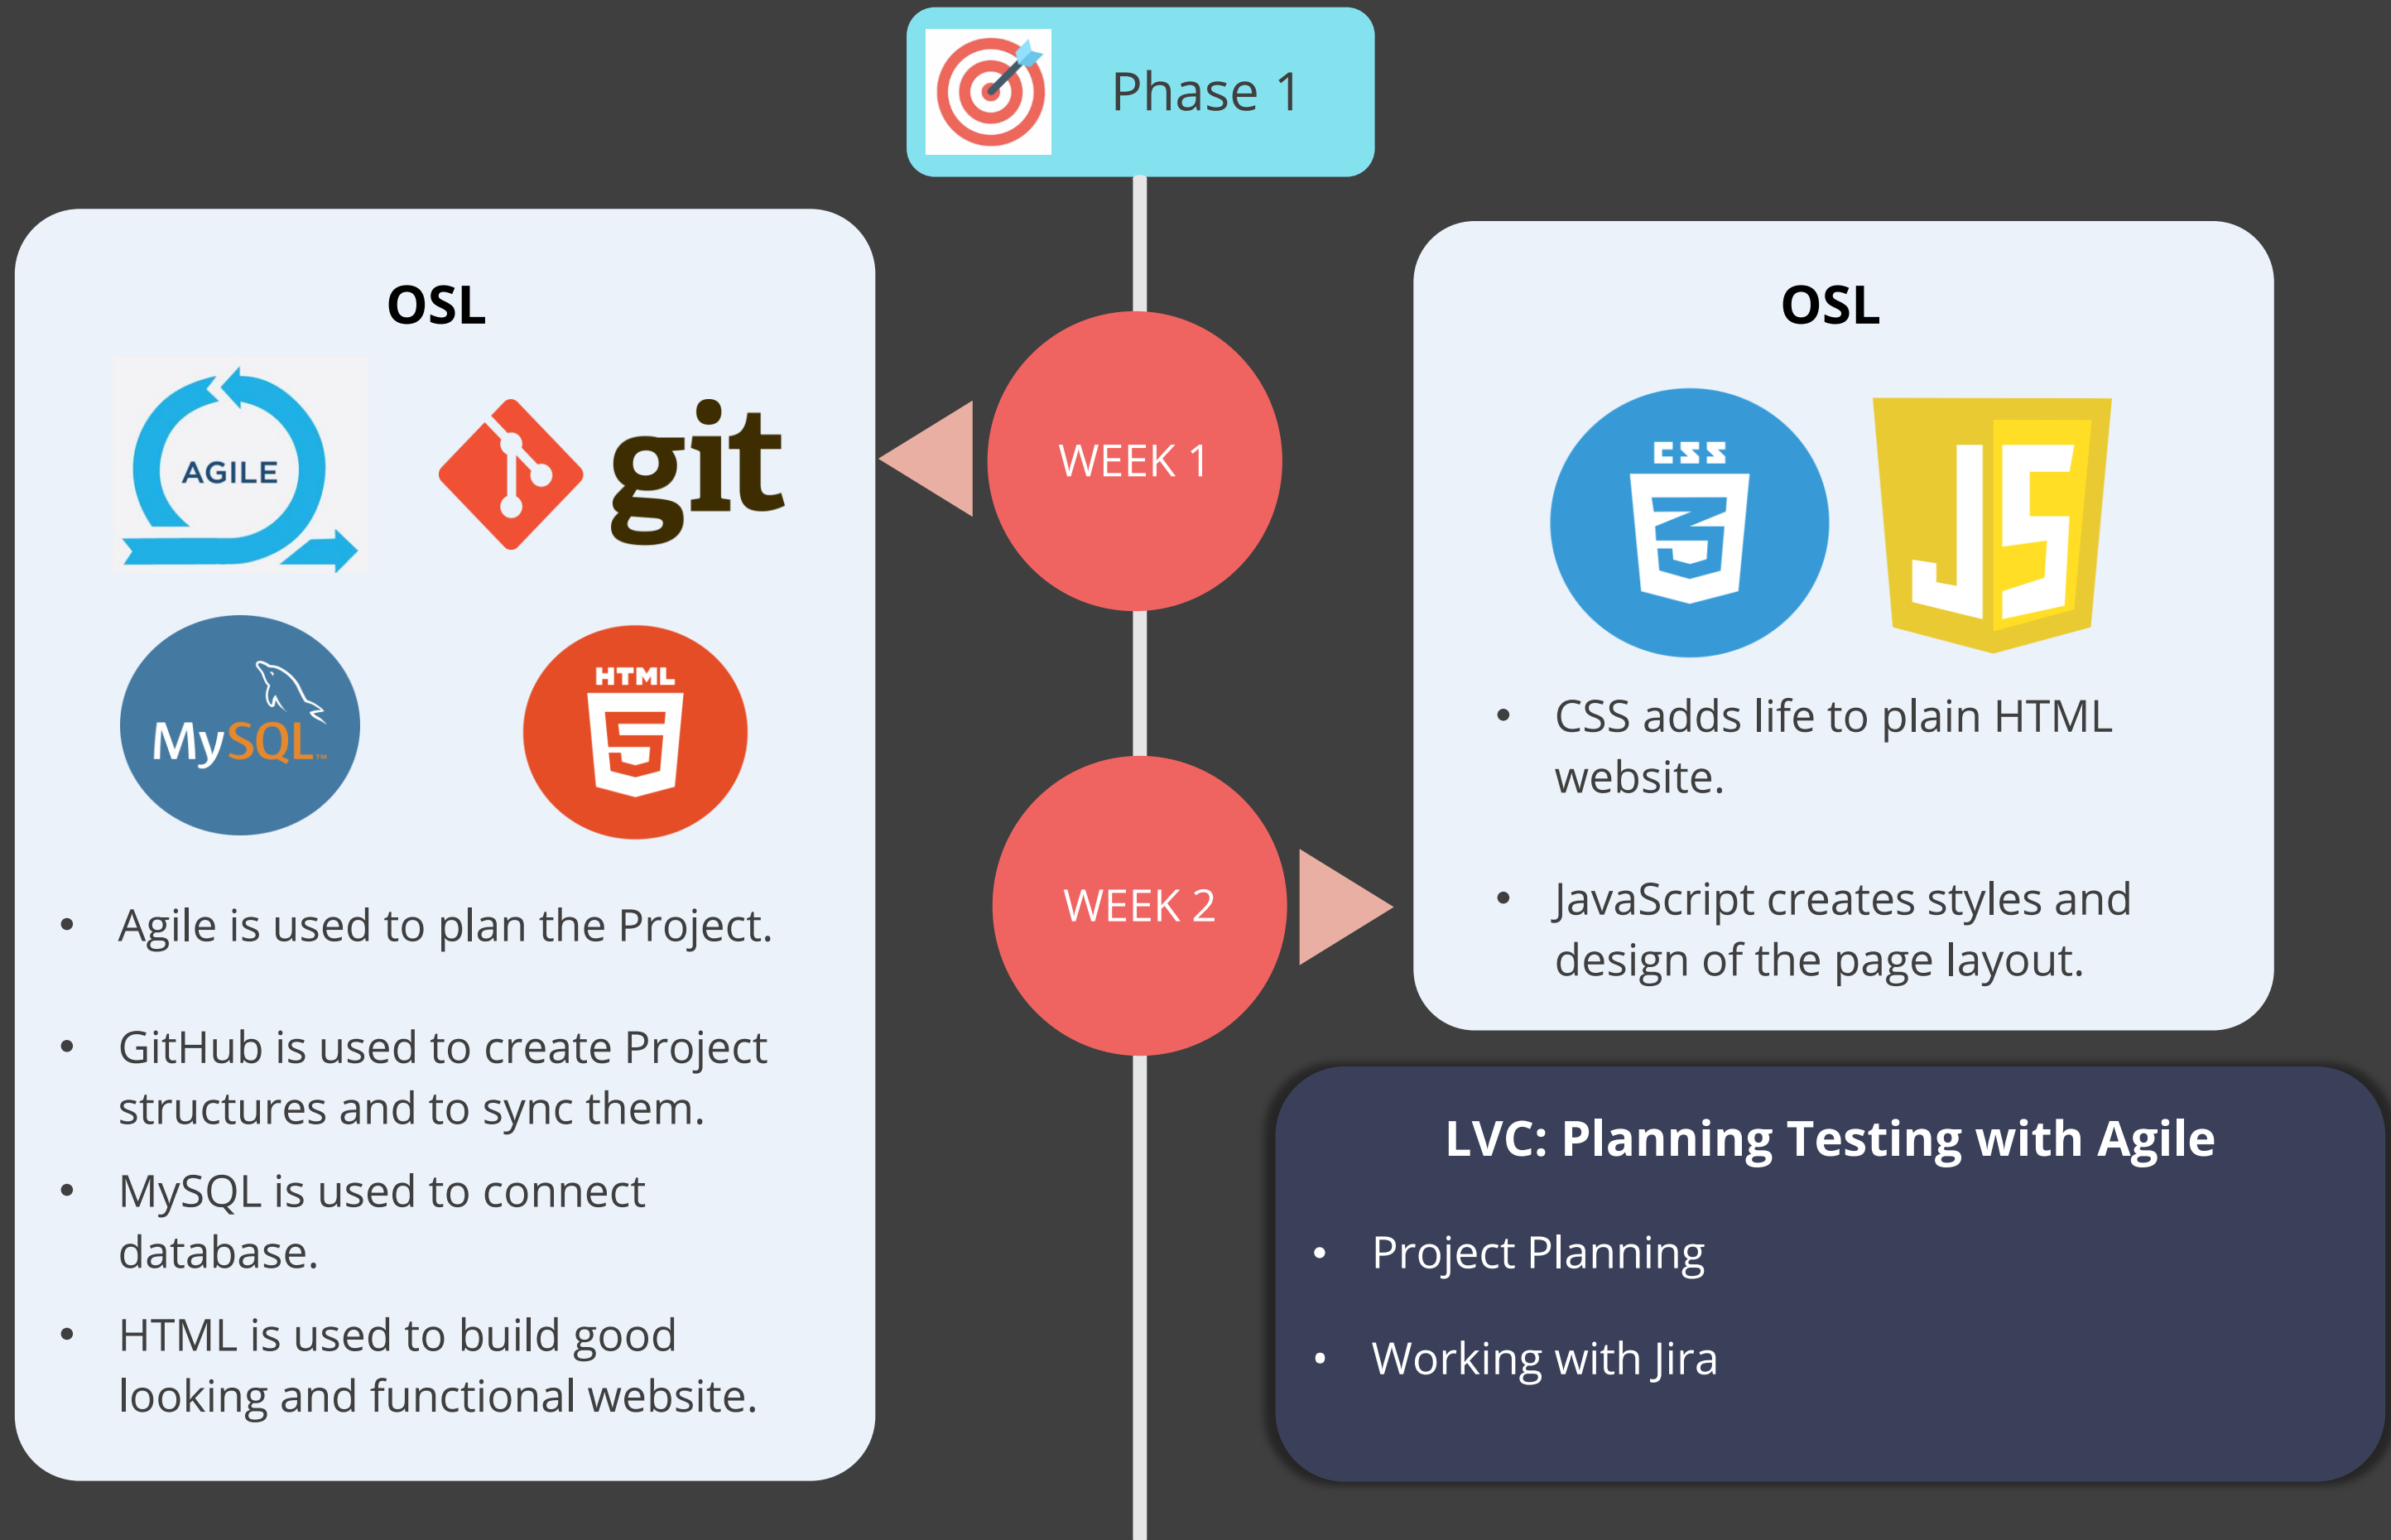 Phase 1
OSL
AGILE
git
MySQL™
HTML
5
• Agile is used to plan the Project.
• GitHub is used to create Project
structures and to sync them.
• MySQL is used to connect
database.
• HTML is used to build good
looking and functional website.
WEEK 1
WEEK 2
OSL
CSS
3
JS
• CSS adds life to plain HTML
website.
• JavaScript creates styles and
design of the page layout.
LVC: Planning Testing with Agile
• Project Planning
• Working with Jira